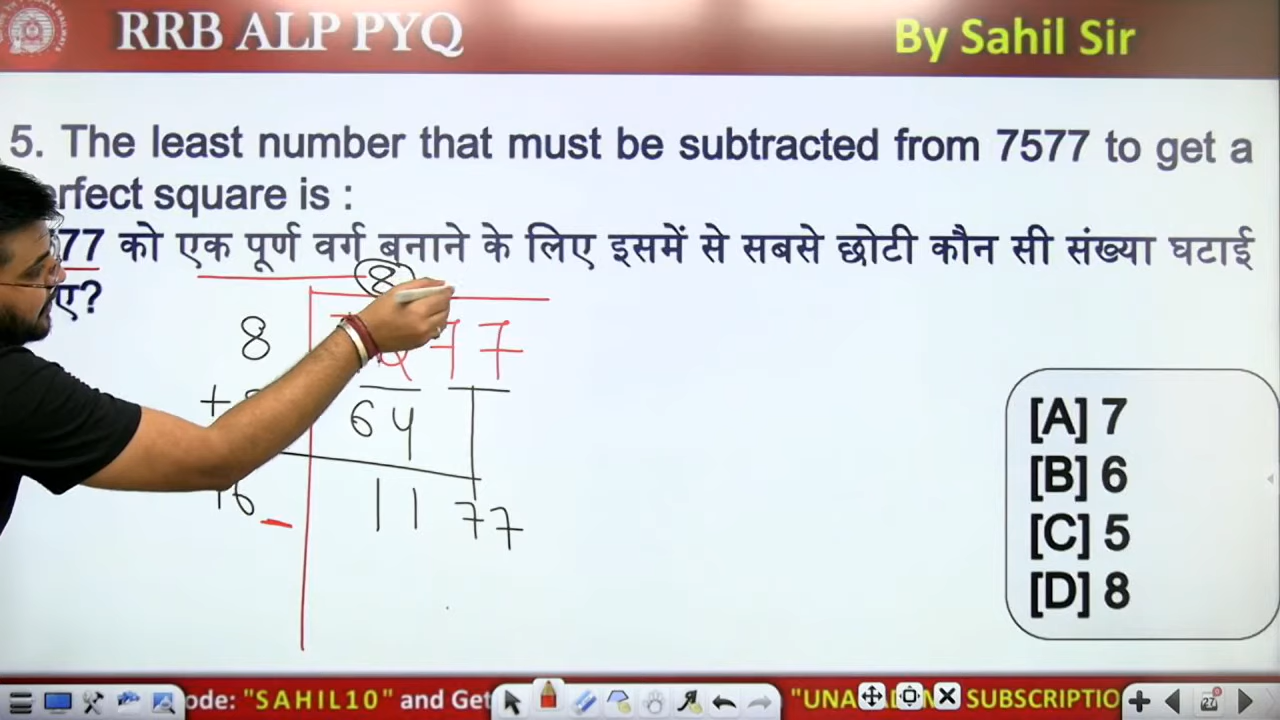 RRB ALP PYQ
By Sahil Sir
5. The least number that must be subtracted from 7577 to get a
rfect square is :
77 को एक पूर्ण वर्ग बनाने के लिए इसमें से सबसे छोटी कौन सी संख्या घटाई
ए?
8
8
77
+
64
16
1177
[A] 7
[B] 6
[C] 5
[D] 8
ode: "SAHIL10" and Get
"UNA
SUBSCRIPTIO
27